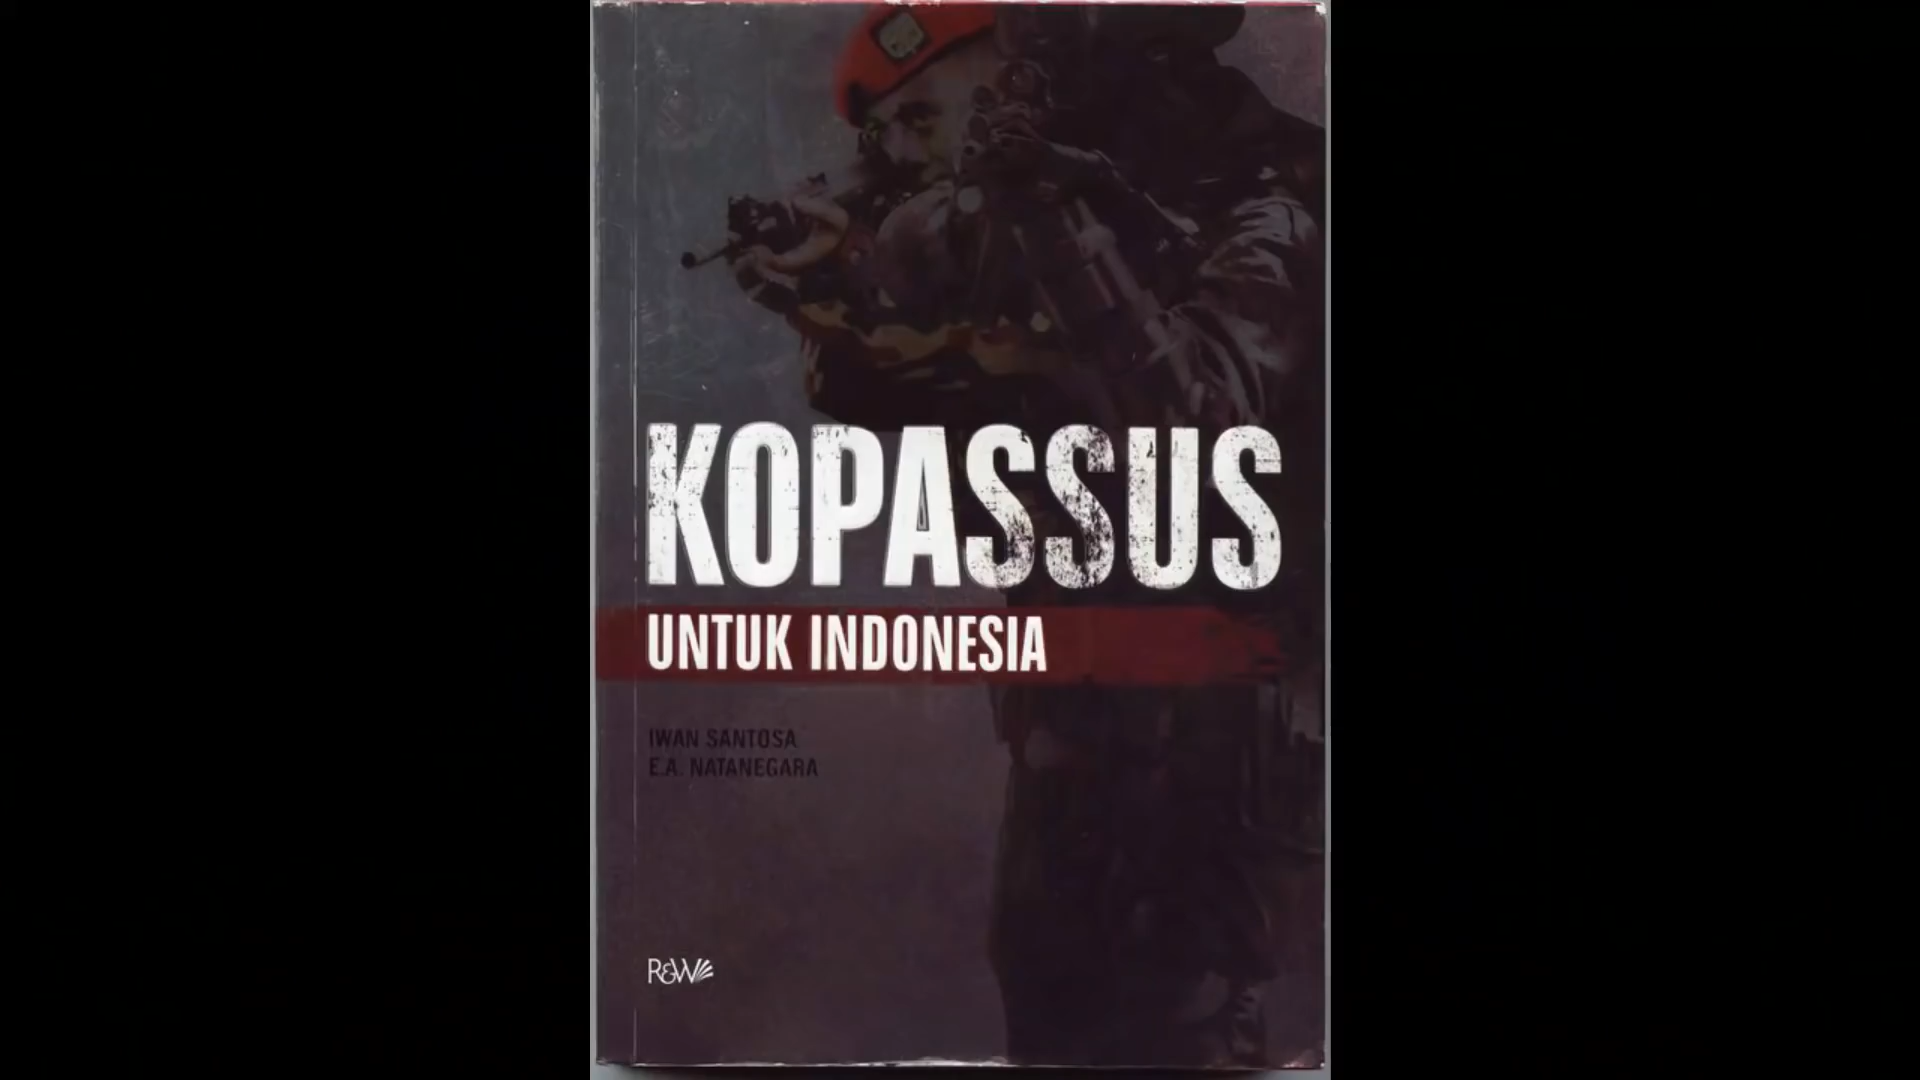 KOPASSUS
UNTUK INDONESIA
IWAN SANTOSA
E.A. NATANEGARA
R&W